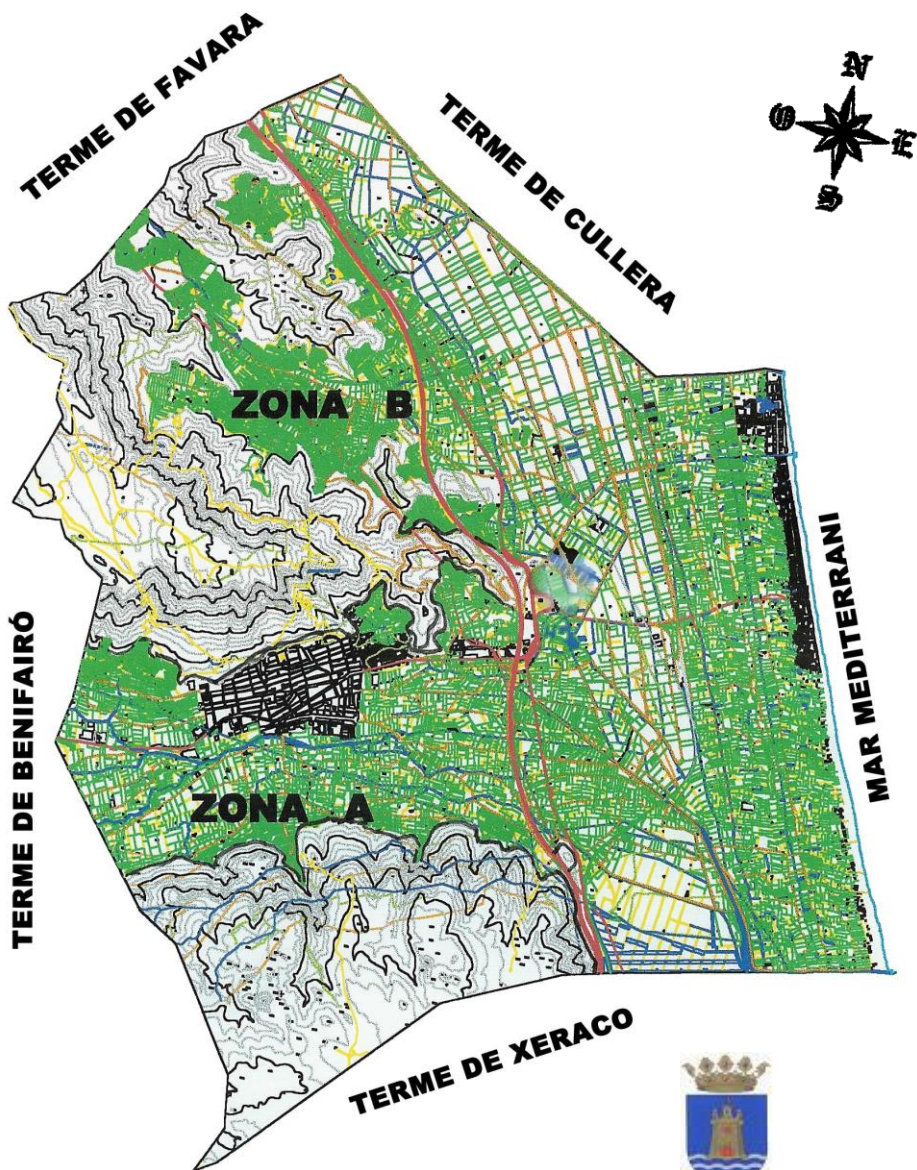 TERME DE FAVARA
TERME DE CULLERA
N
O
E
S
ZONA B
TERME DE BENIFAIRÓ
MAR MEDITERRANI
ZONA A
TERME DE XERACO